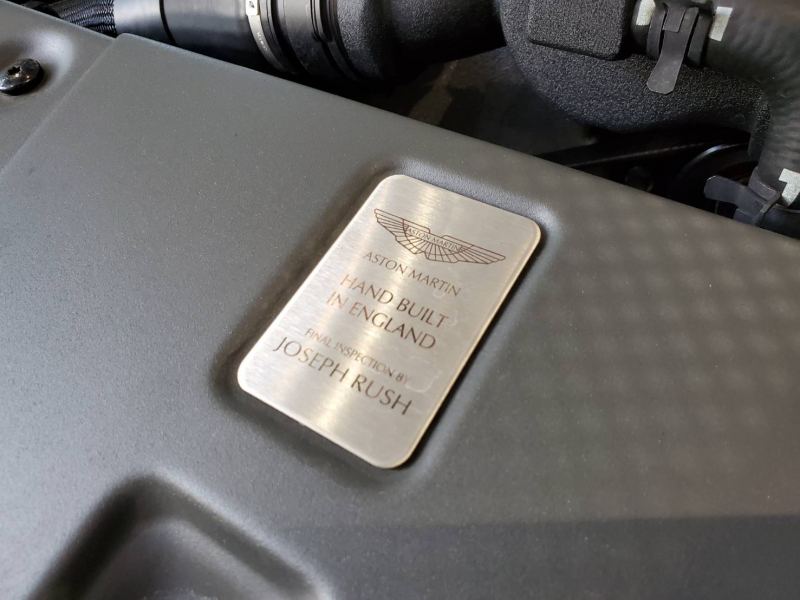 ASTON MARTIN
ASTON MARTIN
HAND BUILT
IN ENGLAND
FINAL INSPECTION BY
JOSEPH RUSH